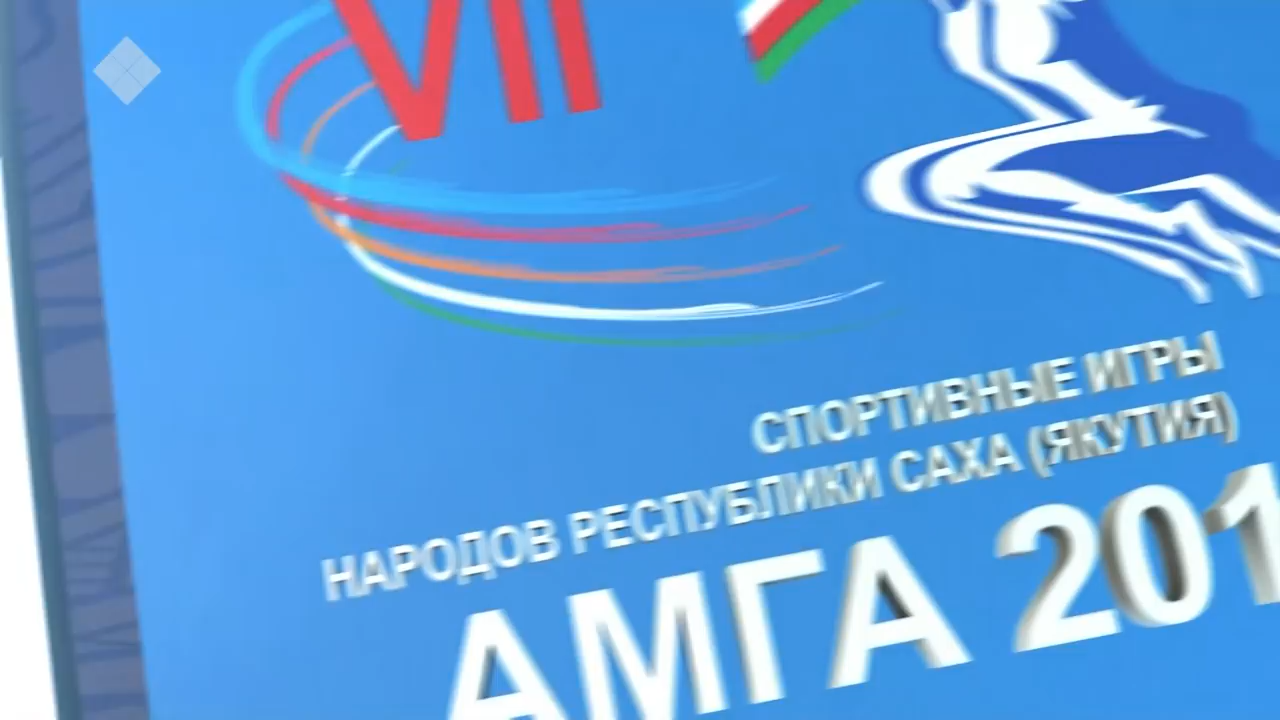 VII
СПОРТИВНЫЕ ИГРЫ
НАРОДОВ РЕСПУБЛИКИ САХА (ЯКУТИЯ)
АМГА 201